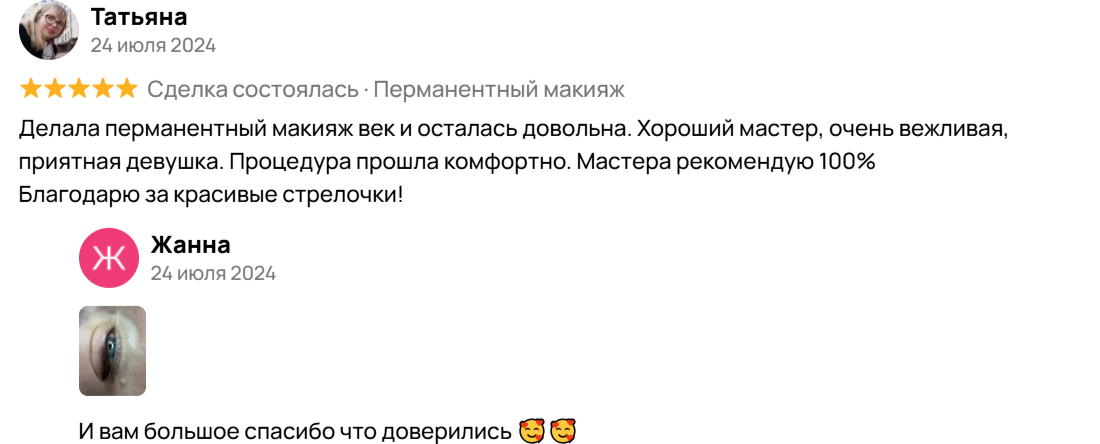 Татьяна
24 июля 2024
Сделка состоялась · Перманентный макияж
Делала перманентный макияж век и осталась довольна. Хороший мастер, очень вежливая,
приятная девушка. Процедура прошла комфортно. Мастера рекомендую 100%
Благодарю за красивые стрелочки!
Ж
Жанна
24 июля 2024
И вам большое спасибо что доверились 🥰🥰